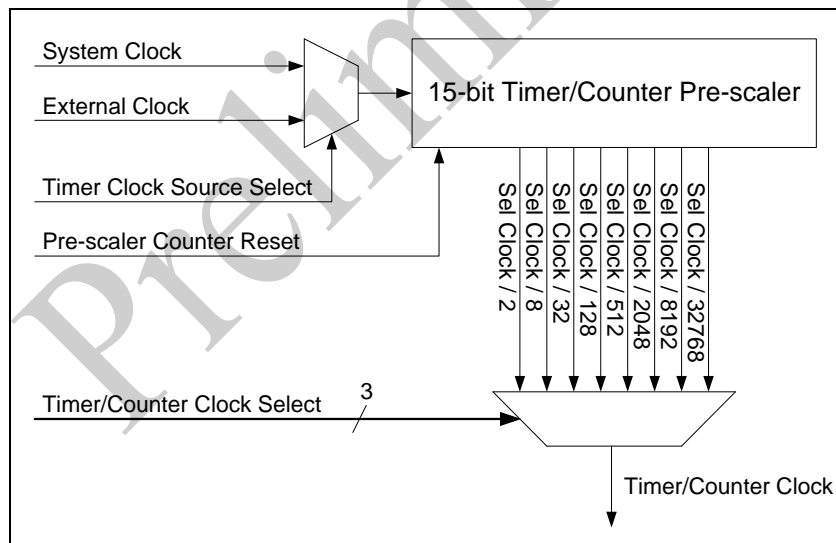 System Clock
External Clock
15-bit Timer/Counter Pre-scaler
Timer Clock Source Select
Pre-scaler Counter Reset
Sel Clock / 2
Sel Clock / 8
Sel Clock / 32
Sel Clock / 128
Sel Clock / 512
Sel Clock / 2048
Sel Clock / 8192
Sel Clock / 32768
Timer/Counter Clock Select
3
Timer/Counter Clock
Prelimi